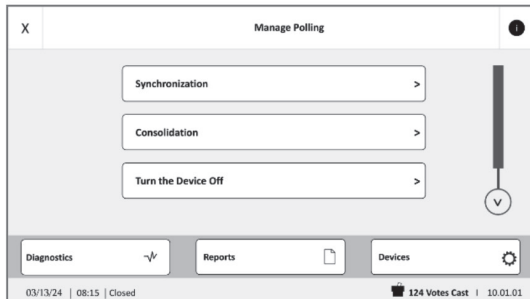 X Manage Polling i
Synchronization >
Consolidation >
Turn the Device Off >
v
Diagnostics Reports Devices
03/13/24 | 08:15 | Closed 124 Votes Cast | 10.01.01